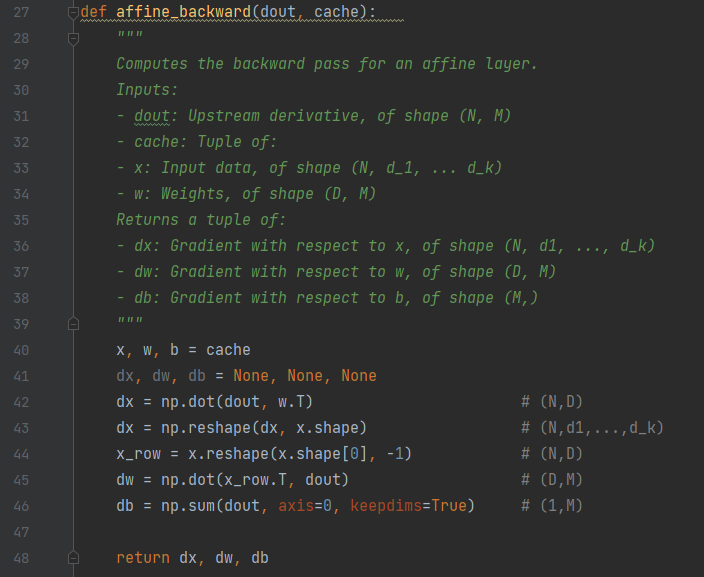 27 def affine_backward(dout, cache):
28     """
29     Computes the backward pass for an affine layer.
30     Inputs:
31     - dout: Upstream derivative, of shape (N, M)
32     - cache: Tuple of:
33     - x: Input data, of shape (N, d_1, ... d_k)
34     - w: Weights, of shape (D, M)
35     Returns a tuple of:
36     - dx: Gradient with respect to x, of shape (N, d1, ..., d_k)
37     - dw: Gradient with respect to w, of shape (D, M)
38     - db: Gradient with respect to b, of shape (M,)
39     """
40     x, w, b = cache
41     dx, dw, db = None, None, None
42     dx = np.dot(dout, w.T)                       # (N,D)
43     dx = np.reshape(dx, x.shape)                 # (N,d1,...,d_k)
44     x_row = x.reshape(x.shape[0], -1)            # (N,D)
45     dw = np.dot(x_row.T, dout)                   # (D,M)
46     db = np.sum(dout, axis=0, keepdims=True)     # (1,M)
47
48     return dx, dw, db